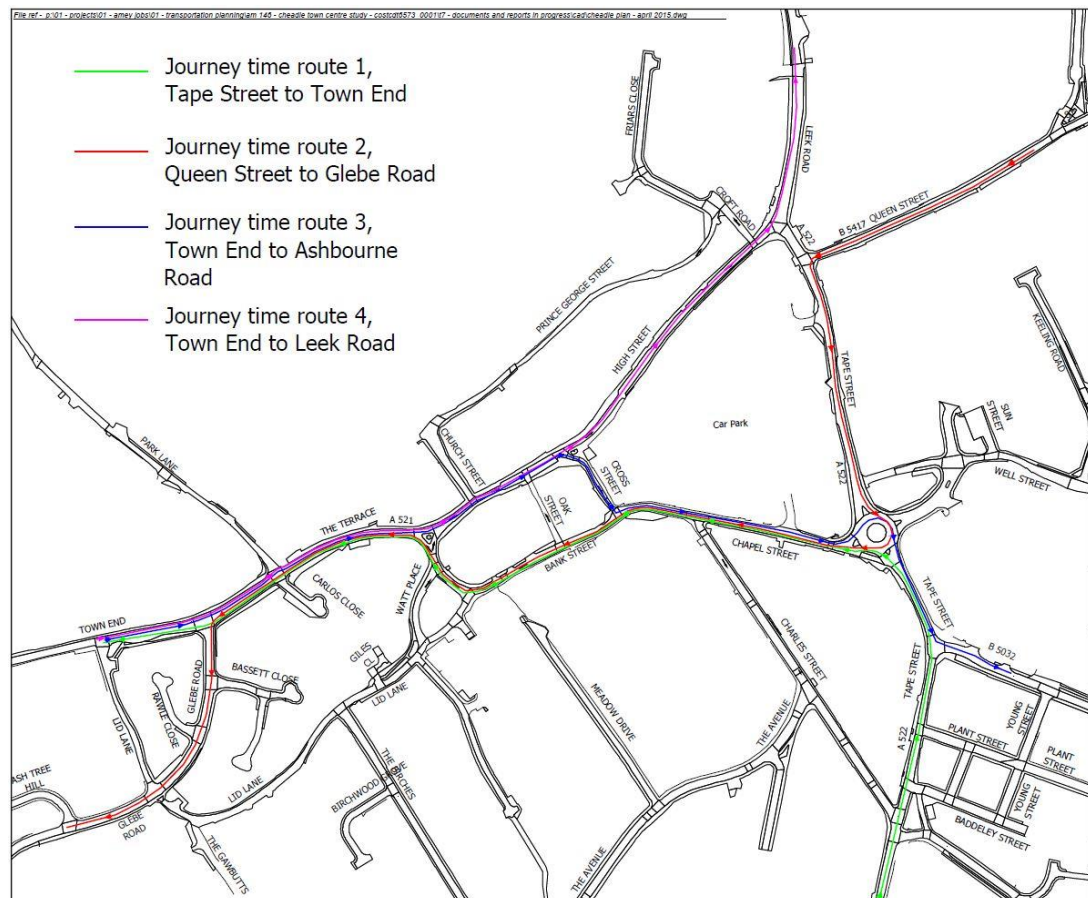 File ref - p:\01 - projects\01 - amey jobs\01 - transportation planning\am 146 - cheadle town centre study - costcdtf5573_0001\t7 - documents and reports in progress\cad\cheadle plan - april 2015.dwg
Journey time route 1,
Tape Street to Town End
Journey time route 2,
Queen Street to Glebe Road
Journey time route 3,
Town End to Ashbourne
Road
Journey time route 4,
Town End to Leek Road
FRIARS CLOSE
LEEK ROAD
CROFT ROAD
A 522
B 5417 QUEEN STREET
PRINCE GEORGE STREET
HIGH STREET
TAPE STREET
KEELING ROAD
SUN
STREET
Car Park
CHURCH STREET
PARK LANE
CROSS
STREET
A 522
WELL STREET
THE TERRACE
A 521
OAK
STREET
BANK STREET
CHAPEL STREET
CARLOS CLOSE
WATT PLACE
TAPE STREET
TOWN END
B 5032
GILES
CL
CHARLES STREET
GLEBE ROAD
BASSETT CLOSE
LID LANE
RAWLE CLOSE
LID LANE
MEADOW DRIVE
TAPE STREET
YOUNG
STREET
PLANT STREET
THE AVENUE
A 522
PLANT
STREET
ASH TREE
HILL
LID LANE
THE BIRCHES
BIRCHWOOD GROVE
YOUNG
STREET
GLEBE
ROAD
BADDELEY STREET
THE GAWBUTTS
THE AVENUE